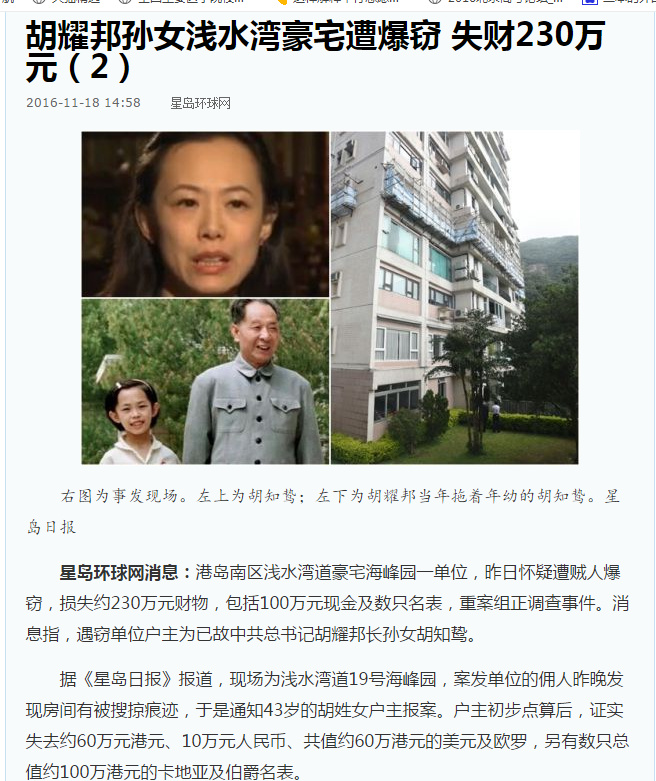 胡耀邦孙女浅水湾豪宅遭爆窃 失财230万
元（2）
2016-11-18 14:58 星岛环球网
右图为事发现场。左上为胡知鸷；左下为胡耀邦当年拖着年幼的胡知鸷。星
岛日报
星岛环球网消息：港岛南区浅水湾道豪宅海峰园一单位，昨日怀疑遭贼人爆
窃，损失约230万元财物，包括100万元现金及数只名表，重案组正调查事件。消
息指，遇窃单位户主为已故中共总书记胡耀邦长孙女胡知鸷。
据《星岛日报》报道，现场为浅水湾道19号海峰园，案发单位的佣人昨晚发
现房间有被搜掠痕迹，于是通知43岁的胡姓女户主报案。户主初步点算后，证实
失去约60万元港元、10万元人民币、共值约60万港元的美元及欧罗，另有数只总
值约100万港元的卡地亚及伯爵名表。